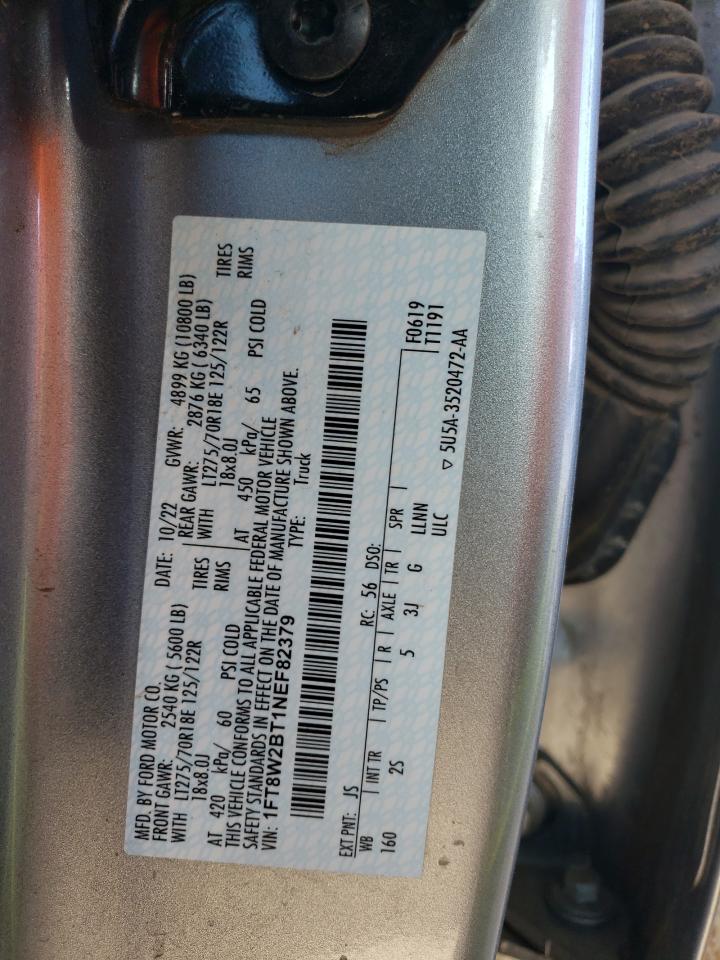 MFD. BY FORD MOTOR CO.
DATE: 10/22 GVWR: 4899 KG (10800 LB)
FRONT GAWR: 2540 KG ( 5600 LB) REAR GAWR: 2876 KG ( 6340 LB)
WITH LT275/70R18E 125/122R TIRES WITH LT275/70R18E 125/122R TIRES
18x8.0J RIMS 18x8.0J RIMS
AT 420 kPa/ 60 PSI COLD AT 450 kPa/ 65 PSI COLD
THIS VEHICLE CONFORMS TO ALL APPLICABLE FEDERAL MOTOR VEHICLE
SAFETY STANDARDS IN EFFECT ON THE DATE OF MANUFACTURE SHOWN ABOVE.
VIN: 1FT8W2BT1NEF82379 TYPE: Truck
EXT PNT: JS RC: 56 DSO: F0619
WB | INT TR | TP/PS | R | AXLE | TR | SPR | T1191
160 2S 5 3J G LLNN
ULC
▽ 5U5A-3520472-AA